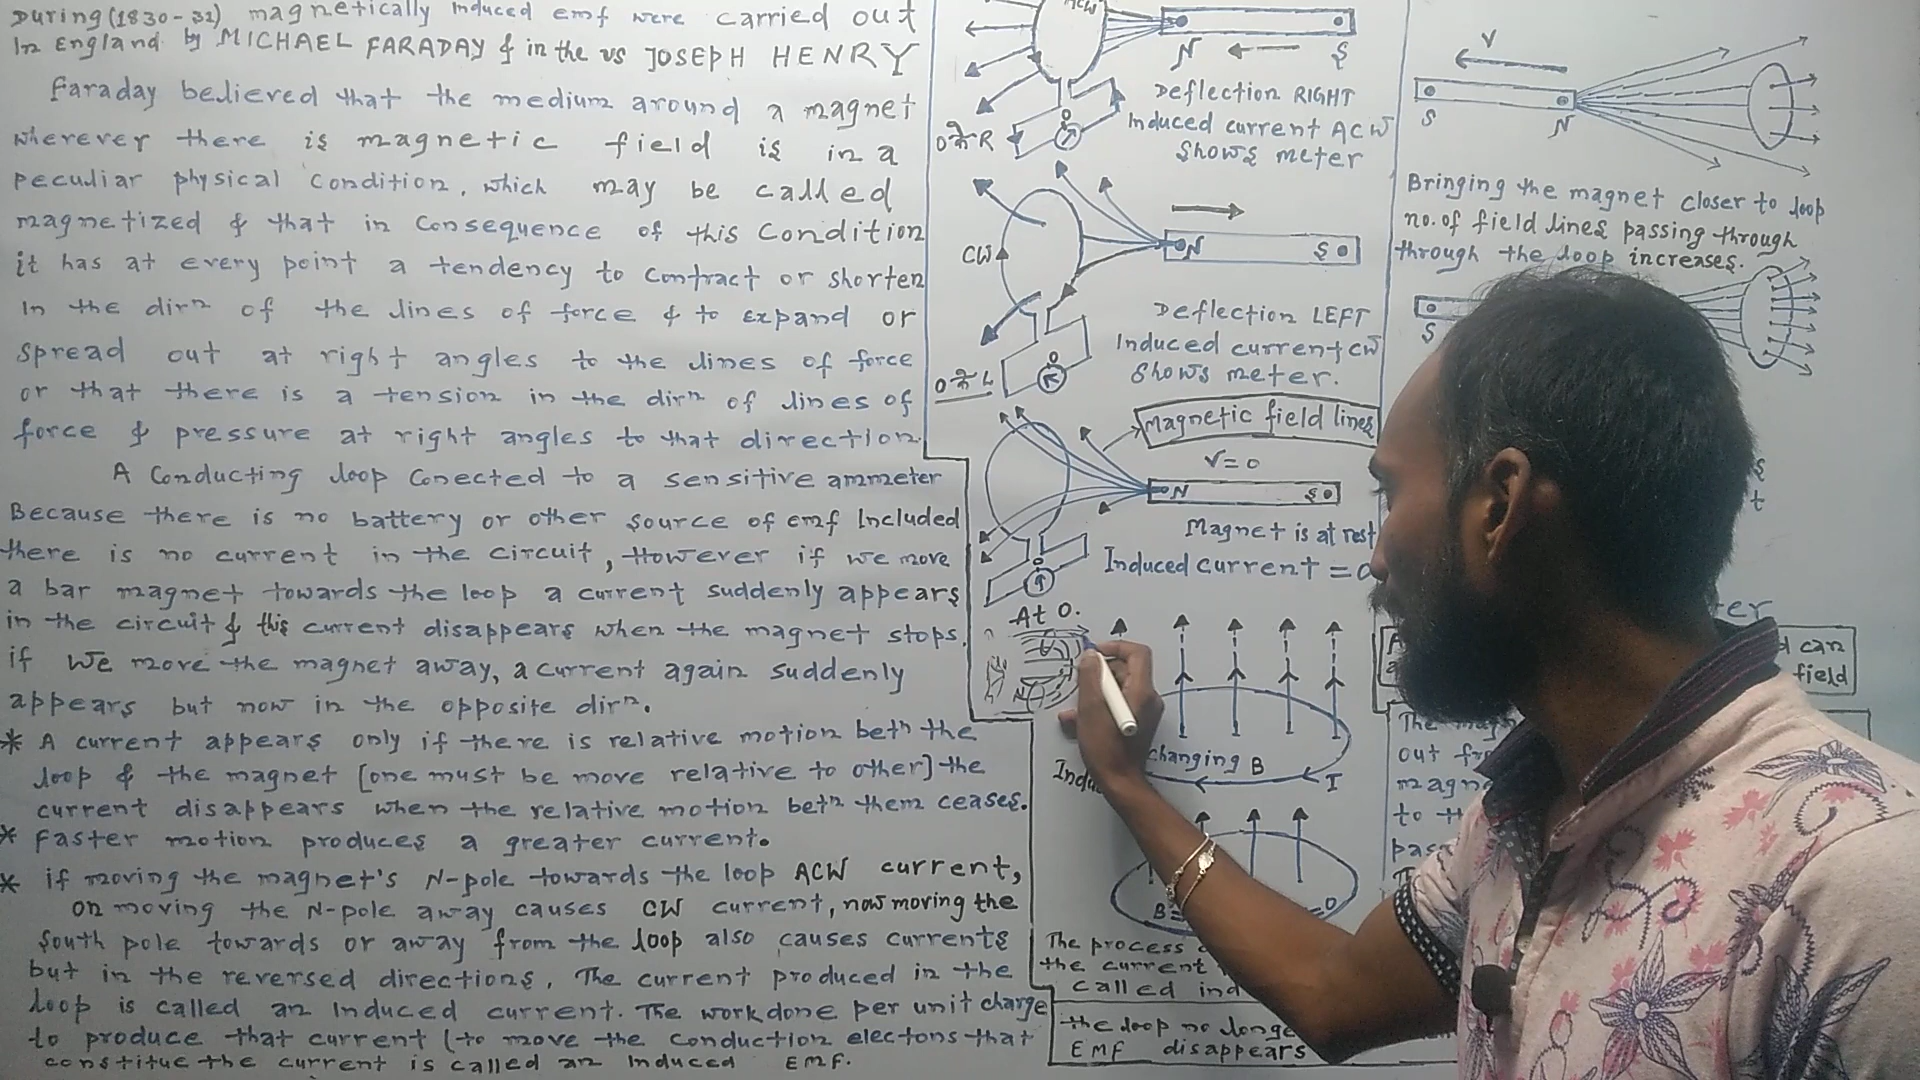 During (1830-32), magnetically induced emf were carried out
In England by MICHAEL FARADAY & in the US JOSEPH HENRY
Faraday believed that the medium around a magnet
wherever there is magnetic field is in a
peculiar physical condition, which may be called
magnetized & that in consequence of this condition
it has at every point a tendency to contract or shorten
In the dirn of the lines of force & to expand or
spread out at right angles to the lines of force
or that there is a tension in the dirn of lines of
force & pressure at right angles to that direction.
A Conducting loop conected to a sensitive ammeter
Because there is no battery or other source of emf Included
there is no current in the circuit, However if we move
a bar magnet towards the loop a current suddenly appears
in the circuit & this current disappears when the magnet stops.
if We move the magnet away, a current again suddenly
appears but now in the opposite dirn.
* A current appears only if there is relative motion betn the
loop & the magnet [one must be move relative to other] the
current disappears when the relative motion betn them ceases.
* Faster motion produces a greater current.
* if moving the magnet's N-pole towards the loop ACW current,
on moving the N-pole away causes CW current, now moving the
South pole towards or away from the loop also causes currents
but in the reversed directions. The current produced in the
loop is called an Induced current. The workdone per unit charge
to produce that current (to move the conduction electons that
constitue the current is called an Induced EMF.
ACW
N
S
Deflection RIGHT
Induced current ACW
Shows meter
0 से R
0
CW
N
S
Deflection LEFT
Induced current CW
Shows meter.
0
0 से L
Magnetic field lines
V=0
N
S
Magnet is at rest
Induced current =
0
At 0.
changing B
I
B=
=0
The process
the current
called ind
the loop no longe
EMF disappears
V
S
N
Bringing the magnet closer to loop
no. of field lines passing through
through the loop increases.
S
can
field
The mag
out fr
magn
to th
pass